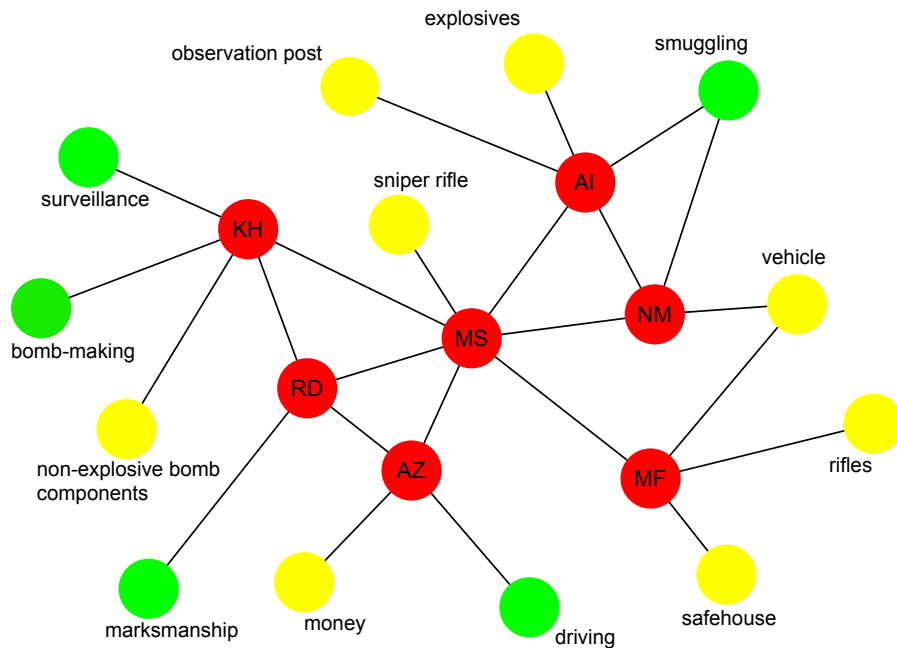 explosives
observation post
smuggling
AI
sniper rifle
surveillance
KH
vehicle
NM
bomb-making
MS
RD
non-explosive bomb
components
AZ
MF
rifles
marksmanship
money
driving
safehouse